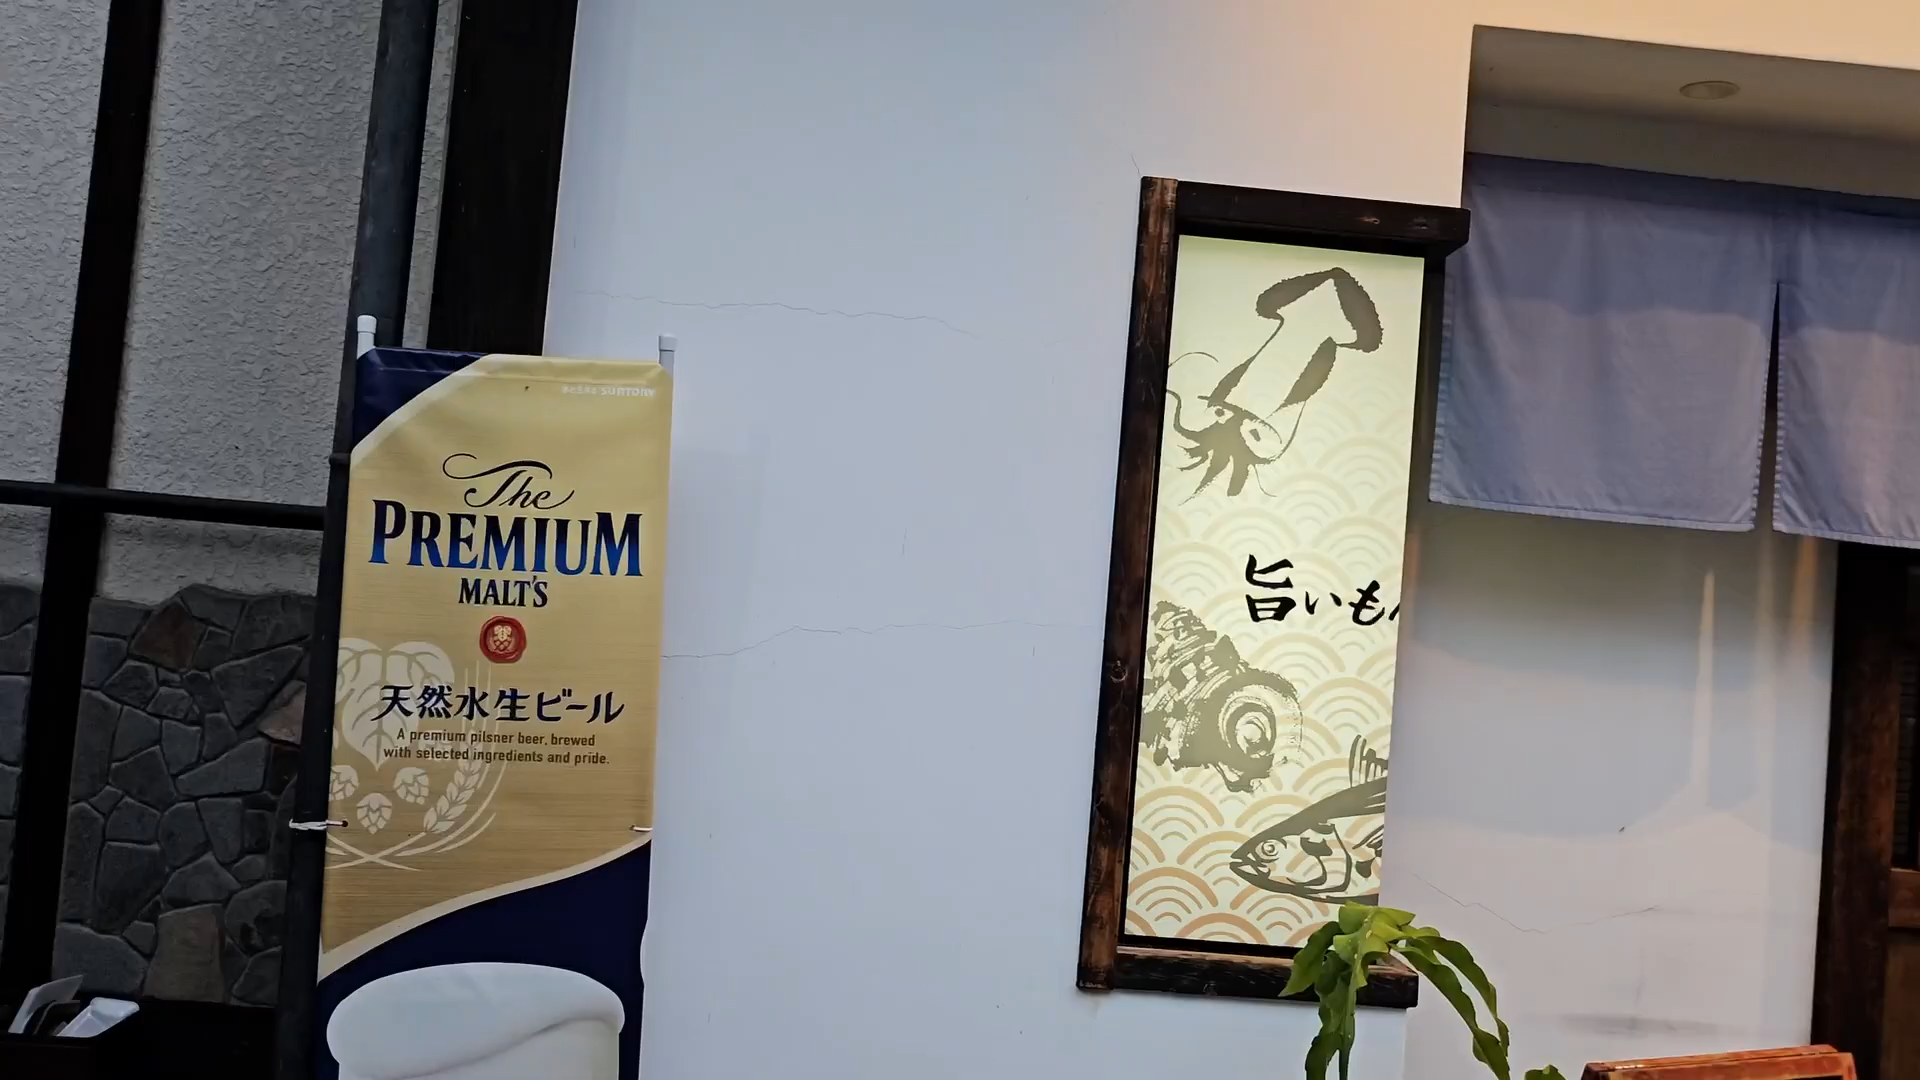 SUNTORY
The
PREMIUM
MALT'S
天然水生ビール
A premium pilsner beer, brewed
with selected ingredients and pride.
旨いも